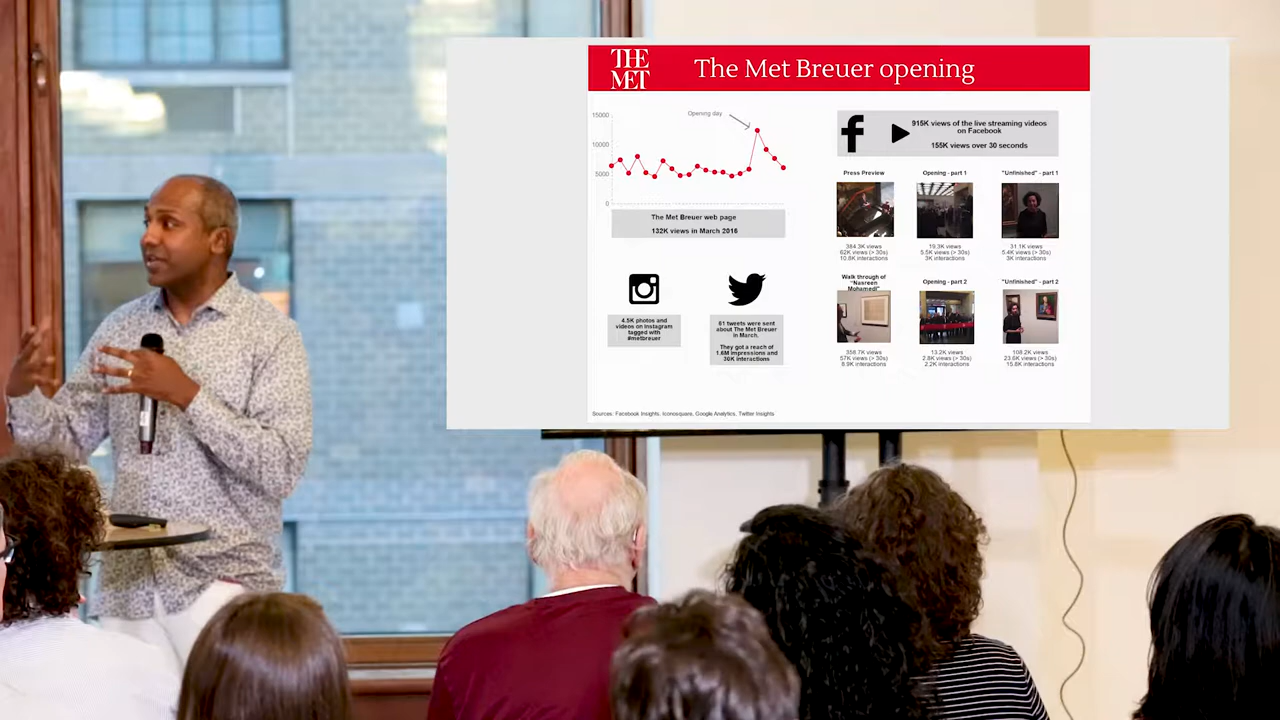 THE
MET
The Met Breuer opening
Opening day
15000
10000
5000
0
The Met Breuer web page
132K views in March 2016
4.5K photos and
videos on Instagram
tagged with
#metbreuer
61 tweets were sent
about The Met Breuer
in March.
They got a reach of
1.6M impressions and
30K interactions
915K views of the live streaming videos
on Facebook
155K views over 30 seconds
Press Preview
384.3K views
62K views (> 30s)
10.6K interactions
Opening - part 1
19.3K views
5.5K views (> 30s)
3K interactions
"Unfinished" - part 1
31.1K views
5.4K views (> 30s)
3K interactions
Walk through of
"Nasreen
Mohamedi"
358.7K views
57K views (> 30s)
8.9K interactions
Opening - part 2
13.2K views
2.8K views (> 30s)
2.2K interactions
"Unfinished" - part 2
108.2K views
23.6K views (> 30s)
15.8K interactions
Sources: Facebook Insights, Iconosquare, Google Analytics, Twitter Insights